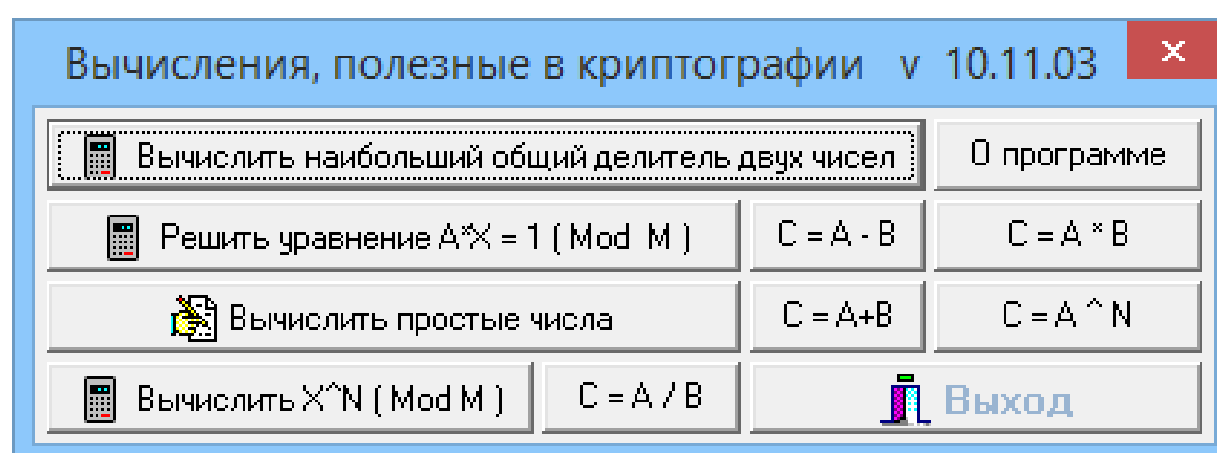 Вычисления, полезные в криптографии v 10.11.03
Вычислить наибольший общий делитель двух чисел О программе
Решить уравнение A*X = 1 ( Mod M ) C = A - B C = A * B
Вычислить простые числа C = A+B C = A ^ N
Вычислить X^N ( Mod M ) C = A / B Выход